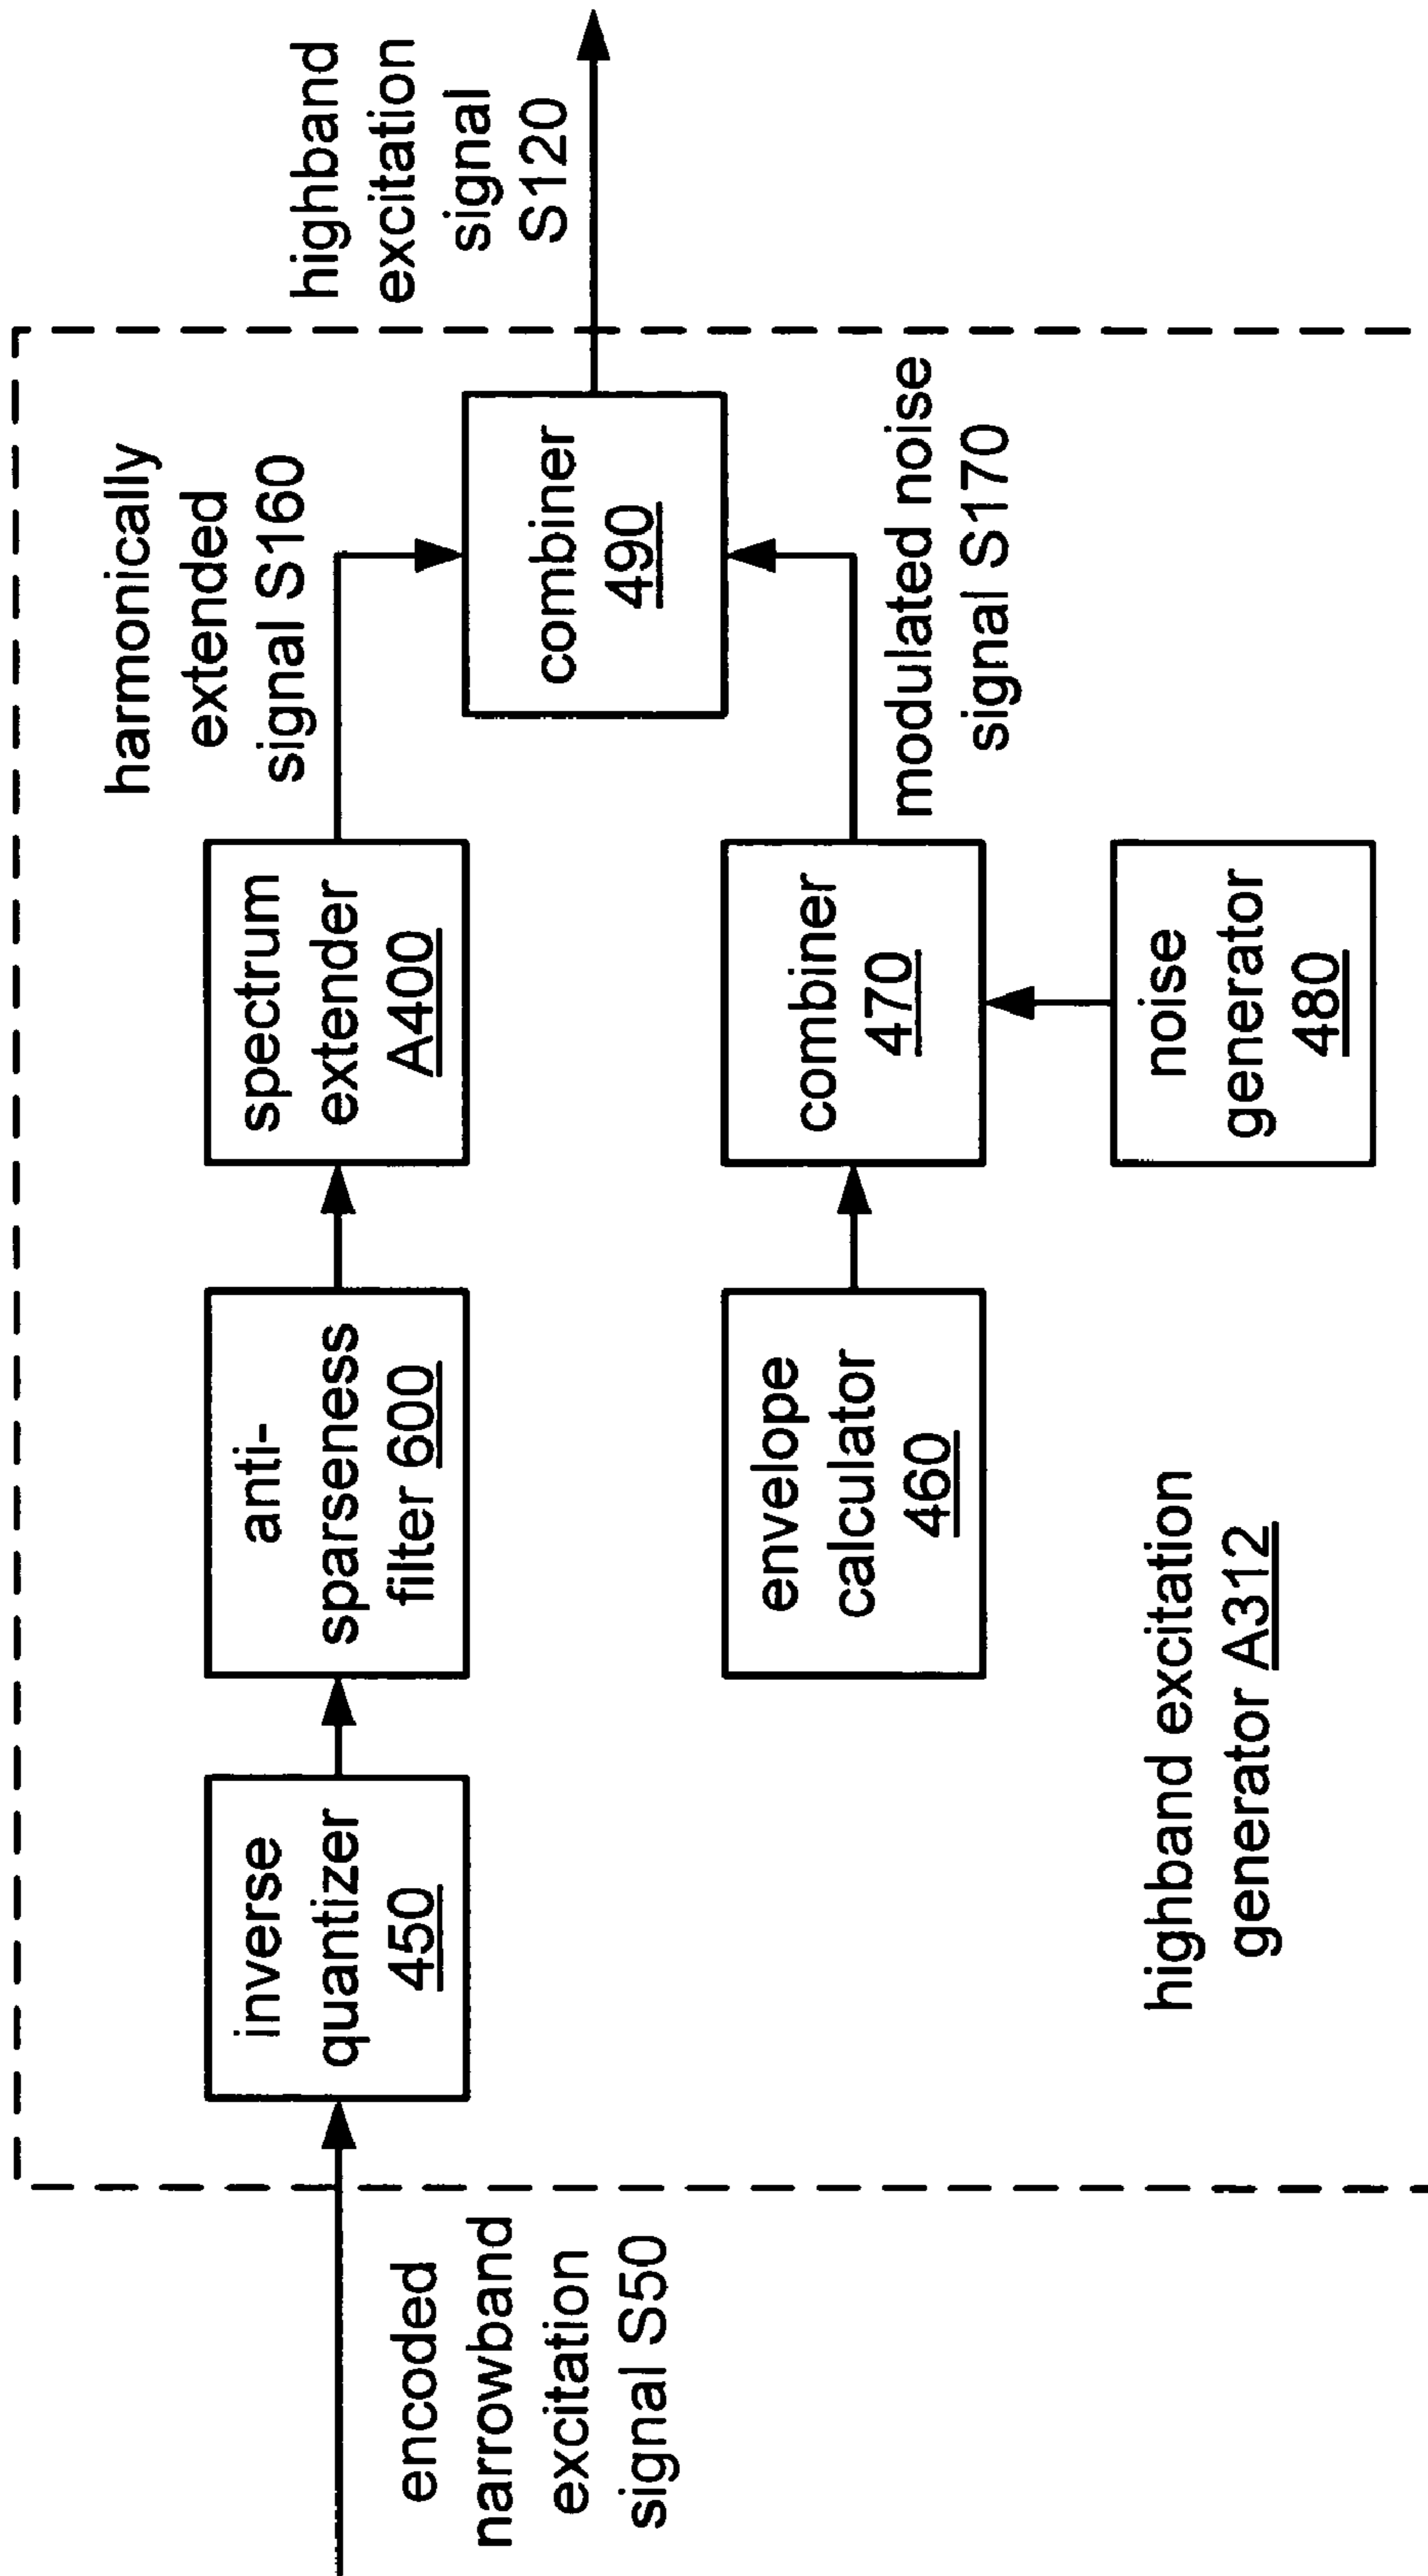 encoded
narrowband
excitation
signal S50
inverse
quantizer
450
anti-
sparseness
filter 600
spectrum
extender
A400
harmonically
extended
signal S160
envelope
calculator
460
combiner
470
noise
generator
480
modulated noise
signal S170
combiner
490
highband
excitation
signal
S120
highband excitation
generator A312